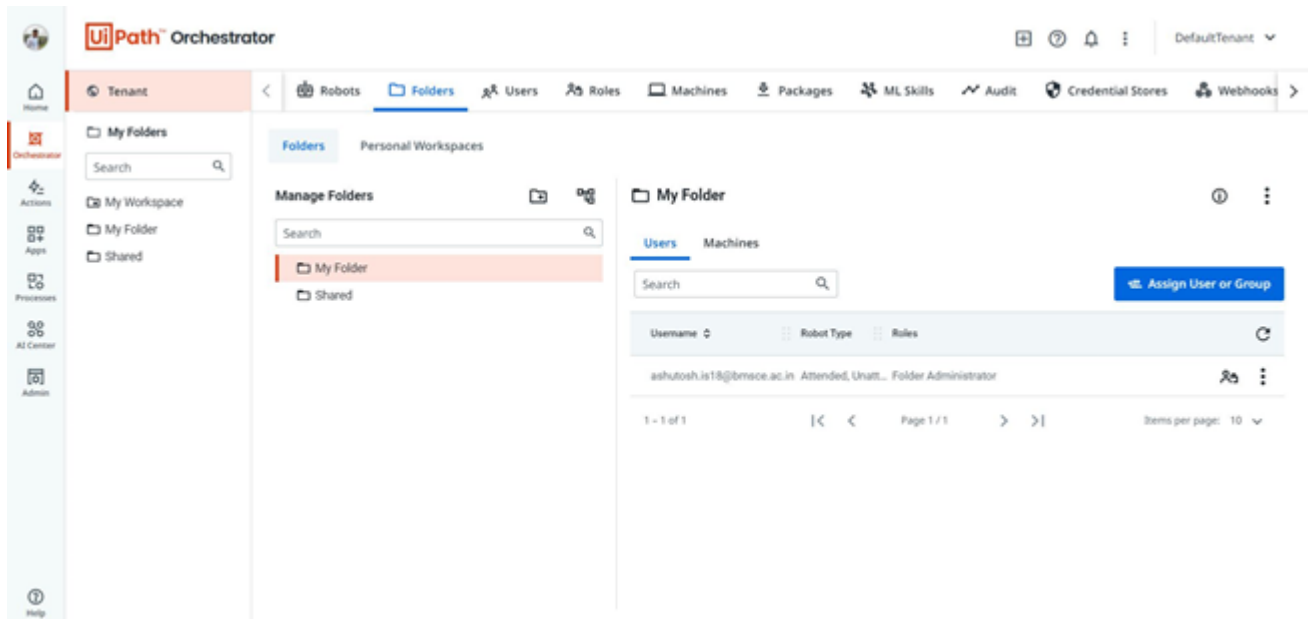 UiPath™ Orchestrator
DefaultTenant
Home
Orchestrator
Actions
Apps
Processes
AI Center
Admin
Help
Tenant
My Folders
Search
My Workspace
My Folder
Shared
Robots Folders Users Roles Machines Packages ML Skills Audit Credential Stores Webhooks
Folders Personal Workspaces
Manage Folders
Search
My Folder
Shared
My Folder
Users Machines
Search
Assign User or Group
Username Robot Type Roles
ashutosh.is18@bmsce.ac.in Attended, Unatt... Folder Administrator
1 - 1 of 1 Page 1 / 1 Items per page: 10